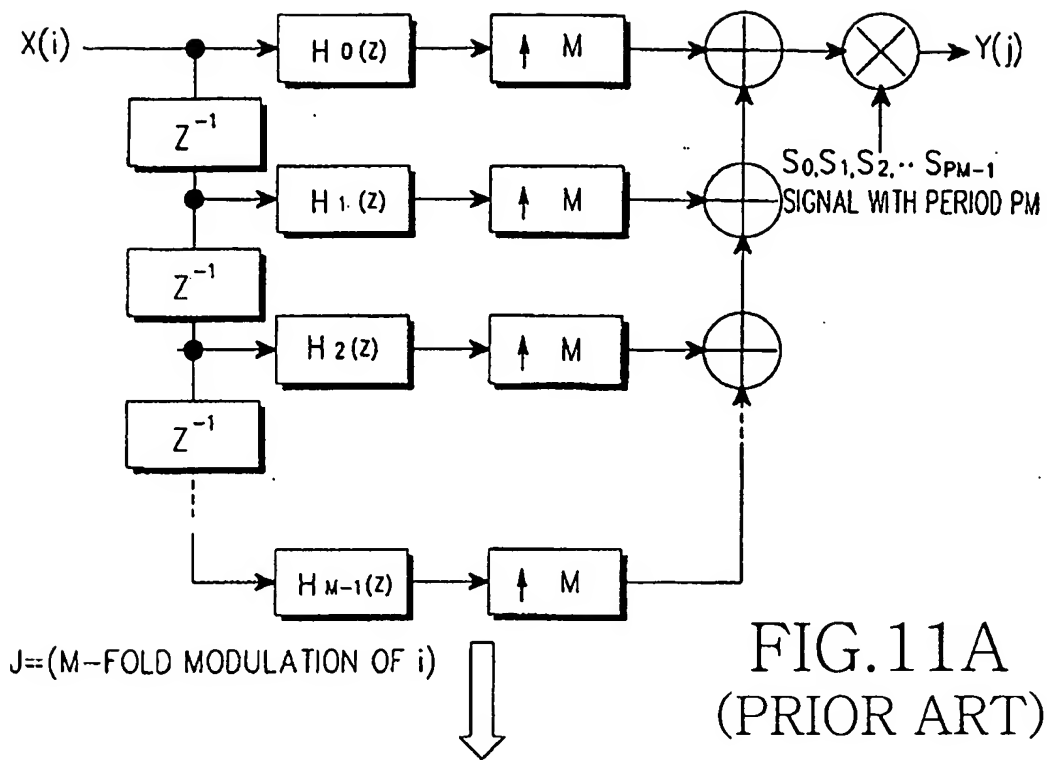 X(i)
H 0(z)
↑ M
Y(j)
Z⁻¹
S₀,S₁,S₂,·· S_PM-1
SIGNAL WITH PERIOD PM
H 1.(z)
↑ M
Z⁻¹
H 2(z)
↑ M
Z⁻¹
H M-1(z)
↑ M
J=(M-FOLD MODULATION OF i)
FIG.11A
(PRIOR ART)